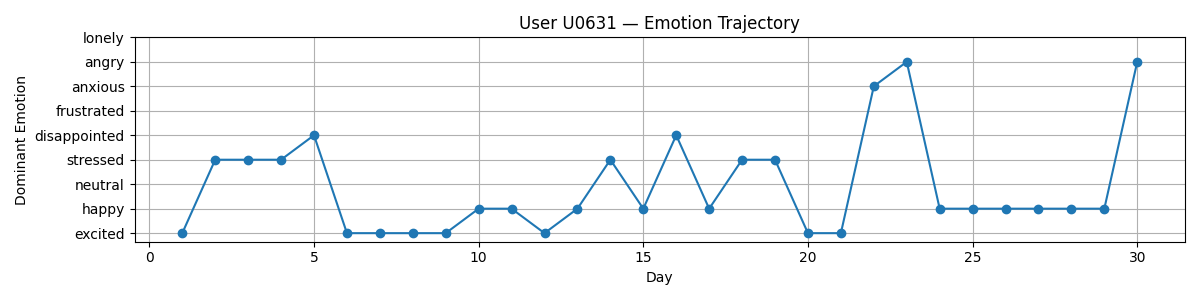 User U0631 — Emotion Trajectory
lonely
angry
anxious
frustrated
disappointed
stressed
neutral
happy
excited
Dominant Emotion
0 5 10 15 20 25 30
Day